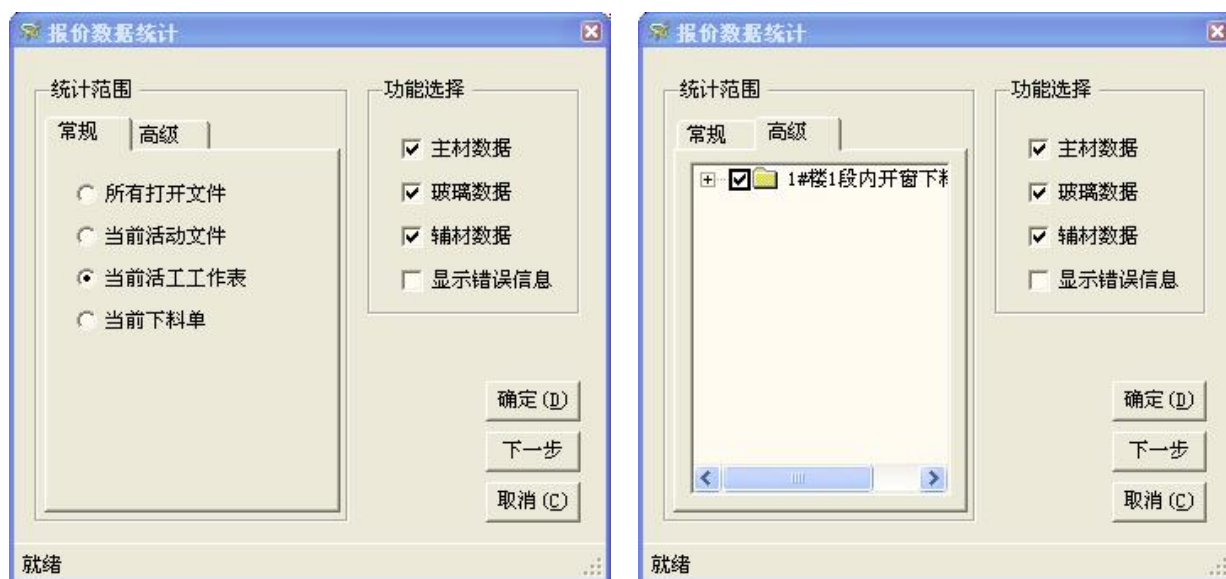 报价数据统计
统计范围
常规 高级
所有打开文件
当前活动文件
当前活工工作表
当前下料单
功能选择
主材数据
玻璃数据
辅材数据
显示错误信息
确定(D)
下一步
取消(C)
就绪
报价数据统计
统计范围
常规 高级
1#楼1段内开窗下料
功能选择
主材数据
玻璃数据
辅材数据
显示错误信息
确定(D)
下一步
取消(C)
就绪